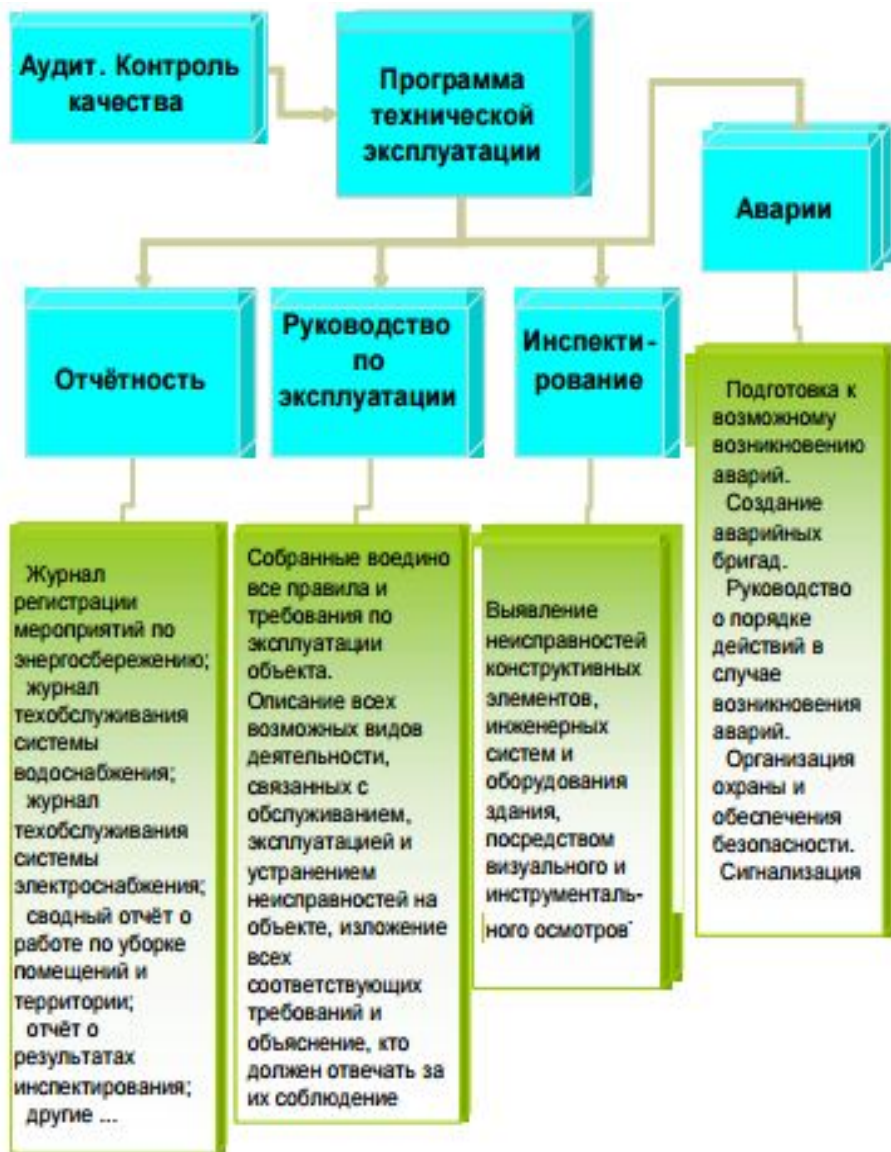 Аудит. Контроль
качества
Программа
технической
эксплуатации
Аварии
Отчётность
Руководство
по
эксплуатации
Инспекти -
рование
Журнал
регистрации
мероприятий по
энергосбережению;
журнал
техобслуживания
системы
водоснабжения;
журнал
техобслуживания
системы
электроснабжения;
сводный отчёт о
работе по уборке
помещений и
территории;
отчёт о
результатах
инспектирования;
другие ...
Собранные воедино
все правила и
требования по
эксплуатации
объекта.
Описание всех
возможных видов
деятельности,
связанных с
обслуживанием,
эксплуатацией и
устранением
неисправностей на
объекте, изложение
всех
соответствующих
требований и
объяснение, кто
должен отвечать за
их соблюдение
Выявление
неисправностей
конструктивных
элементов,
инженерных
систем и
оборудования
здания,
посредством
визуального и
инструменталь-
ного осмотров
Подготовка к
возможному
возникновению
аварий.
Создание
аварийных
бригад.
Руководство
о порядке
действий в
случае
возникновения
аварий.
Организация
охраны и
обеспечения
безопасности.
Сигнализация